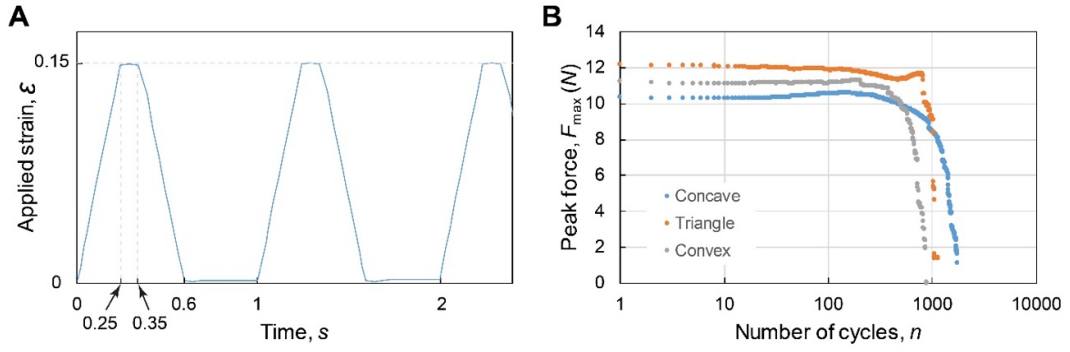 A
Applied strain, ε
0.15
0
0
0.25
0.35
0.6
1
2
Time, s
B
Peak force, Fmax (N)
14
12
10
8
6
4
2
0
Concave
Triangle
Convex
1
10
100
1000
10000
Number of cycles, n